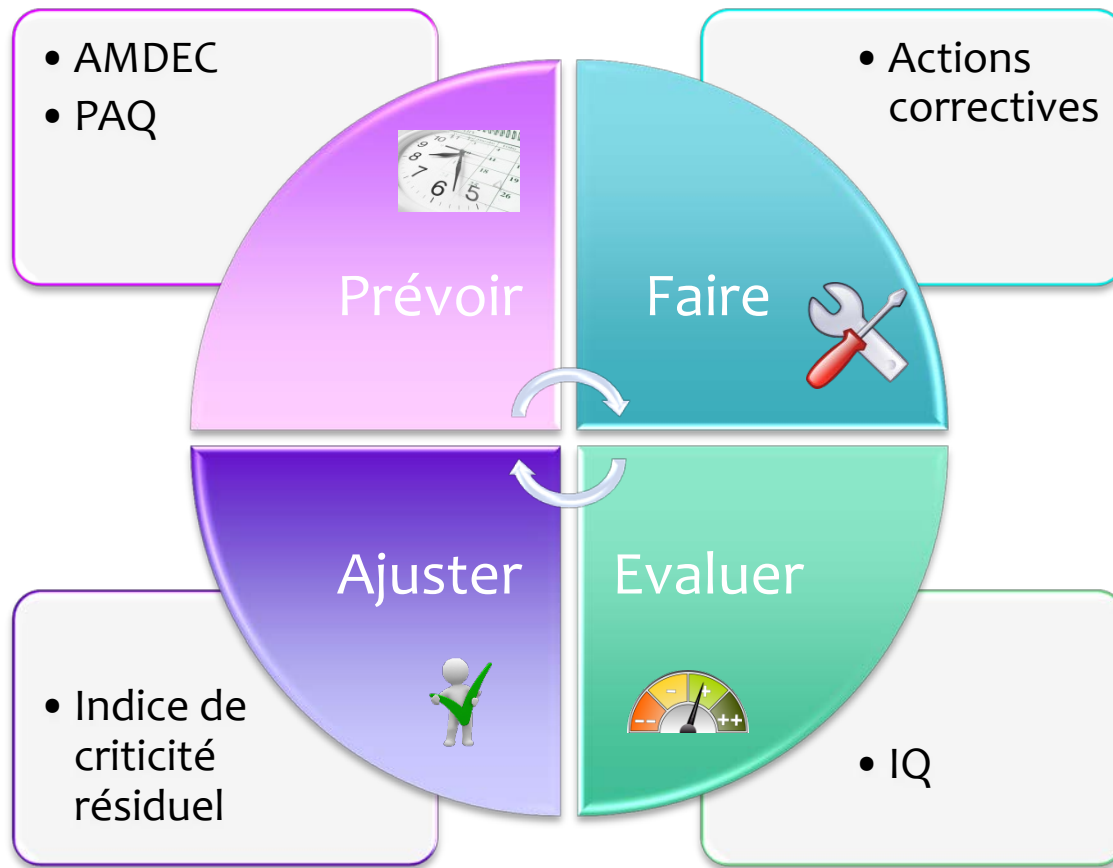 • AMDEC
• PAQ
• Actions
correctives
Prévoir
Faire
Ajuster
Evaluer
• Indice de
criticité
résiduel
• IQ
-- - + ++